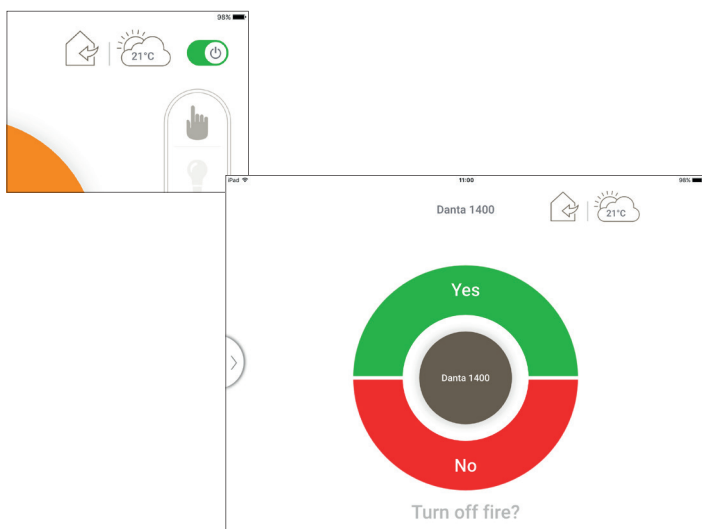 98%
21°C
iPad
11:00
98%
Danta 1400
21°C
Yes
Danta 1400
No
Turn off fire?